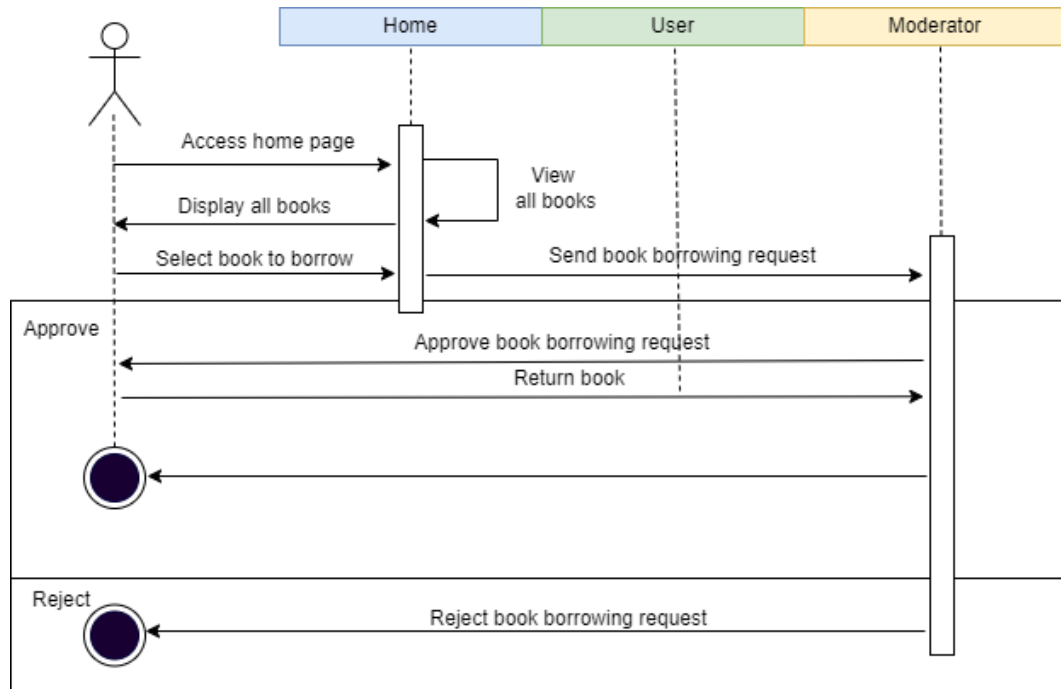 Home
User
Moderator
Access home page
View
all books
Display all books
Select book to borrow
Send book borrowing request
Approve
Approve book borrowing request
Return book
Reject
Reject book borrowing request